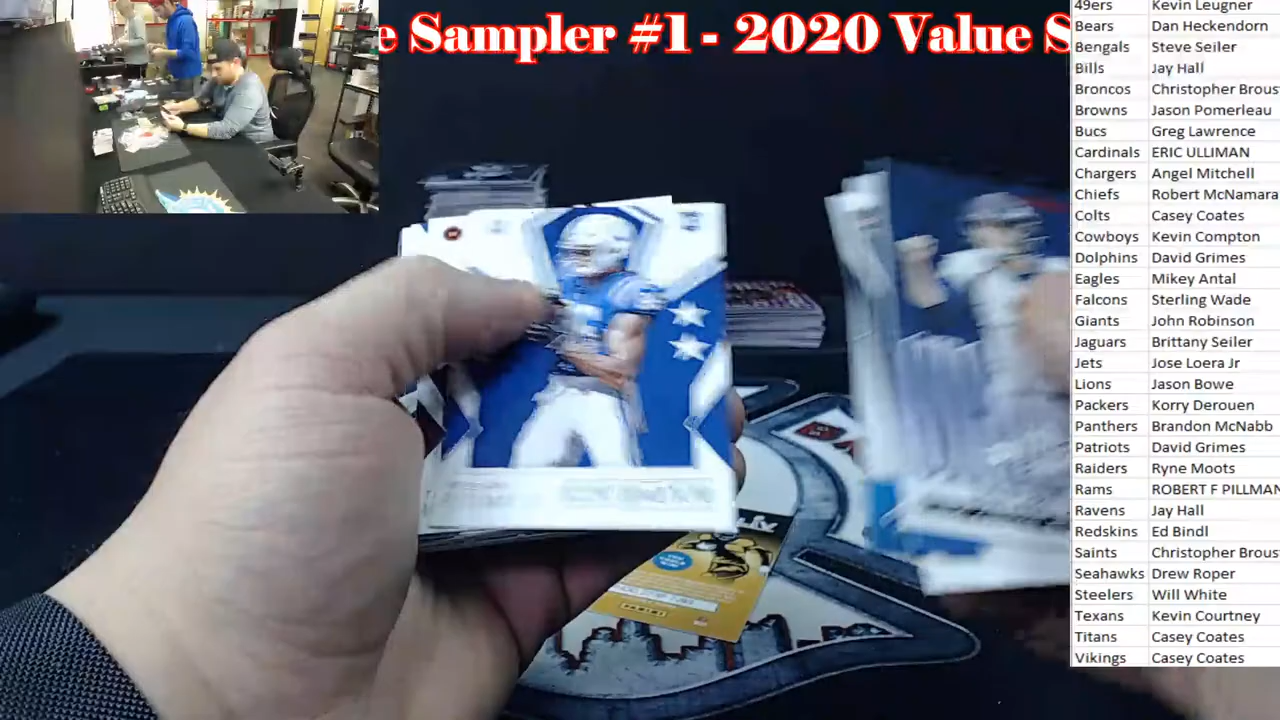 e Sampler #1 - 2020 Value S
49ers Kevin Leugner
Bears Dan Heckendorn
Bengals Steve Seiler
Bills Jay Hall
Broncos Christopher Brous
Browns Jason Pomerleau
Bucs Greg Lawrence
Cardinals ERIC ULLIMAN
Chargers Angel Mitchell
Chiefs Robert McNamara
Colts Casey Coates
Cowboys Kevin Compton
Dolphins David Grimes
Eagles Mikey Antal
Falcons Sterling Wade
Giants John Robinson
Jaguars Brittany Seiler
Jets Jose Loera Jr
Lions Jason Bowe
Packers Korry Derouen
Panthers Brandon McNabb
Patriots David Grimes
Raiders Ryne Moots
Rams ROBERT F PILLMAN
Ravens Jay Hall
Redskins Ed Bindl
Saints Christopher Brous
Seahawks Drew Roper
Steelers Will White
Texans Kevin Courtney
Titans Casey Coates
Vikings Casey Coates
PANINI